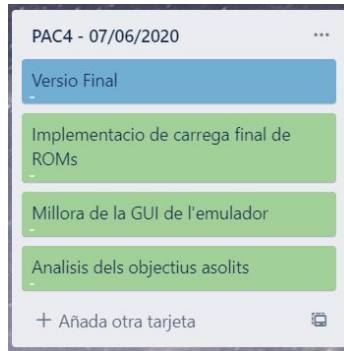 PAC4 - 07/06/2020
Versio Final
Implementacio de carrega final de
ROMs
Millora de la GUI de l'emulador
Analisis dels objectius asolits
+ Añada otra tarjeta